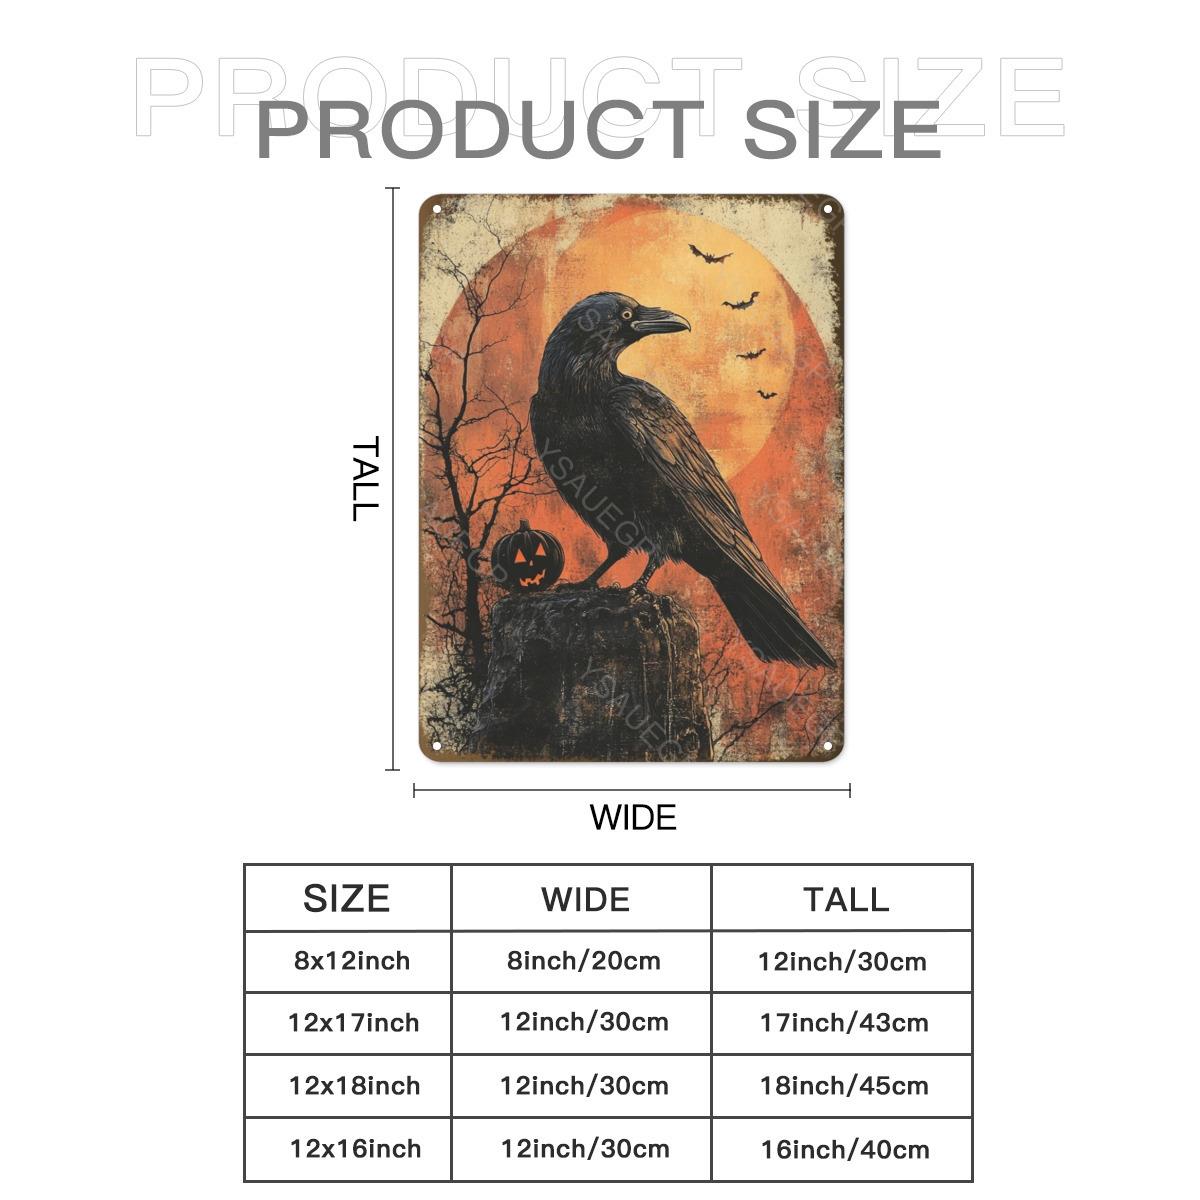 PRODUCT SIZE
PRODUCT SIZE
TALL
YSAUEGR
WIDE
SIZE WIDE TALL
8x12inch 8inch/20cm 12inch/30cm
12x17inch 12inch/30cm 17inch/43cm
12x18inch 12inch/30cm 18inch/45cm
12x16inch 12inch/30cm 16inch/40cm